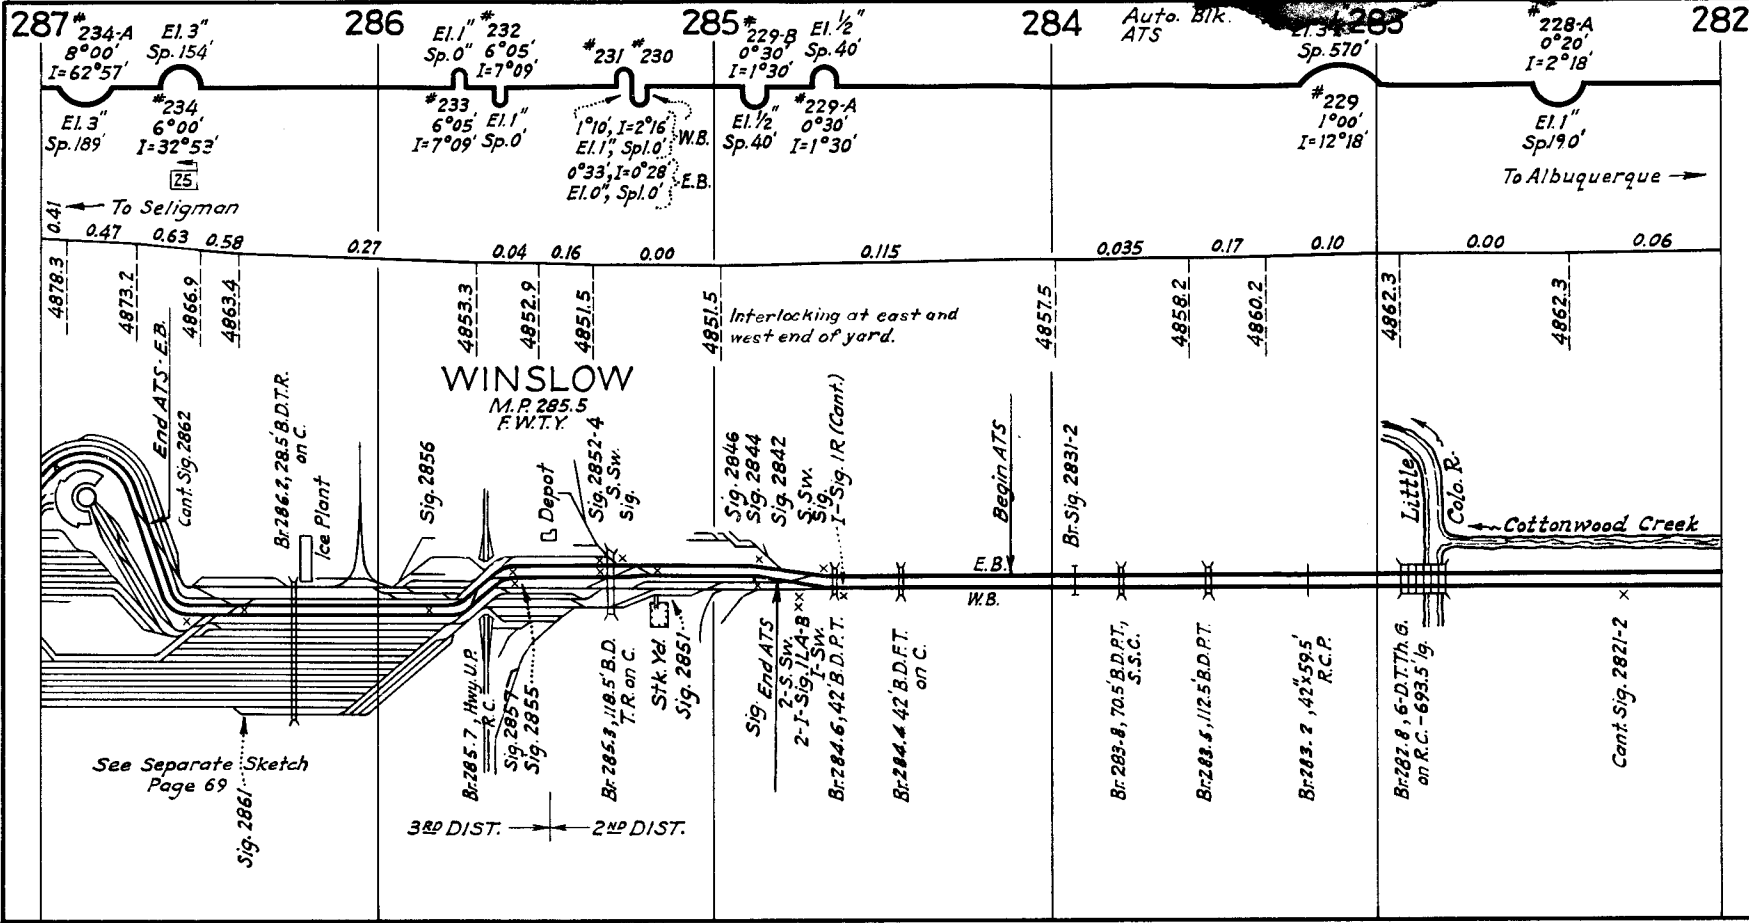 287
286
285
284
283
282
#234-A
8°00'
I=62°57'
El. 3"
Sp. 154'
El. 1"
Sp. 0"
#232
6°05'
I=7°09'
#231 #230
#229-B
0°30'
I=1°30'
El. ½"
Sp. 40'
Auto. Blk.
ATS
Sp. 570'
#228-A
0°20'
I=2°18'
El. 3"
Sp. 189'
#234
6°00'
I=32°53'
#233
6°05'
I=7°09'
El. 1"
Sp. 0'
1°10', I=2°16'
El. 1", Spl. 0'
W.B.
0°33', I=0°28'
El. 0", Spl. 0'
E.B.
El. ½"
Sp. 40'
#229-A
0°30'
I=1°30'
#229
1°00'
I=12°18'
El. 1"
Sp. 190'
25
To Seligman
To Albuquerque
0.41
0.47
0.63
0.58
0.27
0.04
0.16
0.00
0.115
0.035
0.17
0.10
0.00
0.06
4878.3
4873.2
4866.9
4863.4
4853.3
4852.9
4851.5
4851.5
4857.5
4858.2
4860.2
4862.3
4862.3
Interlocking at east and
west end of yard.
WINSLOW
M.P. 285.5
F.W.T.Y.
End ATS - E.B.
Cant. Sig. 2862
Br. 286.2, 28.5' B.D.T.R.
on C.
Ice Plant
Sig. 2856
Depot
Sig. 2852-4
S. Sw.
Sig.
Sig. 2846
Sig. 2844
Sig. 2842
S. Sw.
Sig.
I-Sig. 1R (Cant.)
Begin ATS
Br. Sig. 2831-2
Little
Colo. R.
Cottonwood Creek
E.B.
W.B.
See Separate Sketch
Page 69
Sig. 2861
Br. 285.7, Hwy. U.P.
R.C.
Sig. 2857
Sig. 2855
Br. 285.3, 118.5' B.D.
T.R. on C.
Stk. Yd.
Sig. 2851
Sig. End ATS
2-S. Sw.
2-I-Sig. 1LA-B
I-Sw.
Br. 284.6, 42' B.D.P.T.
Br. 284.4 42' B.D.F.T.
on C.
Br. 283.8, 70.5' B.D.P.T.,
S.S.C.
Br. 283.5, 112.5' B.D.P.T.
Br. 283.2, 42"x59.5'
R.C.P.
Br. 282.8, 6-D.T. Th. G.
on R.C. - 693.5' lg.
Cant. Sig. 2821-2
3RD DIST.
2ND DIST.